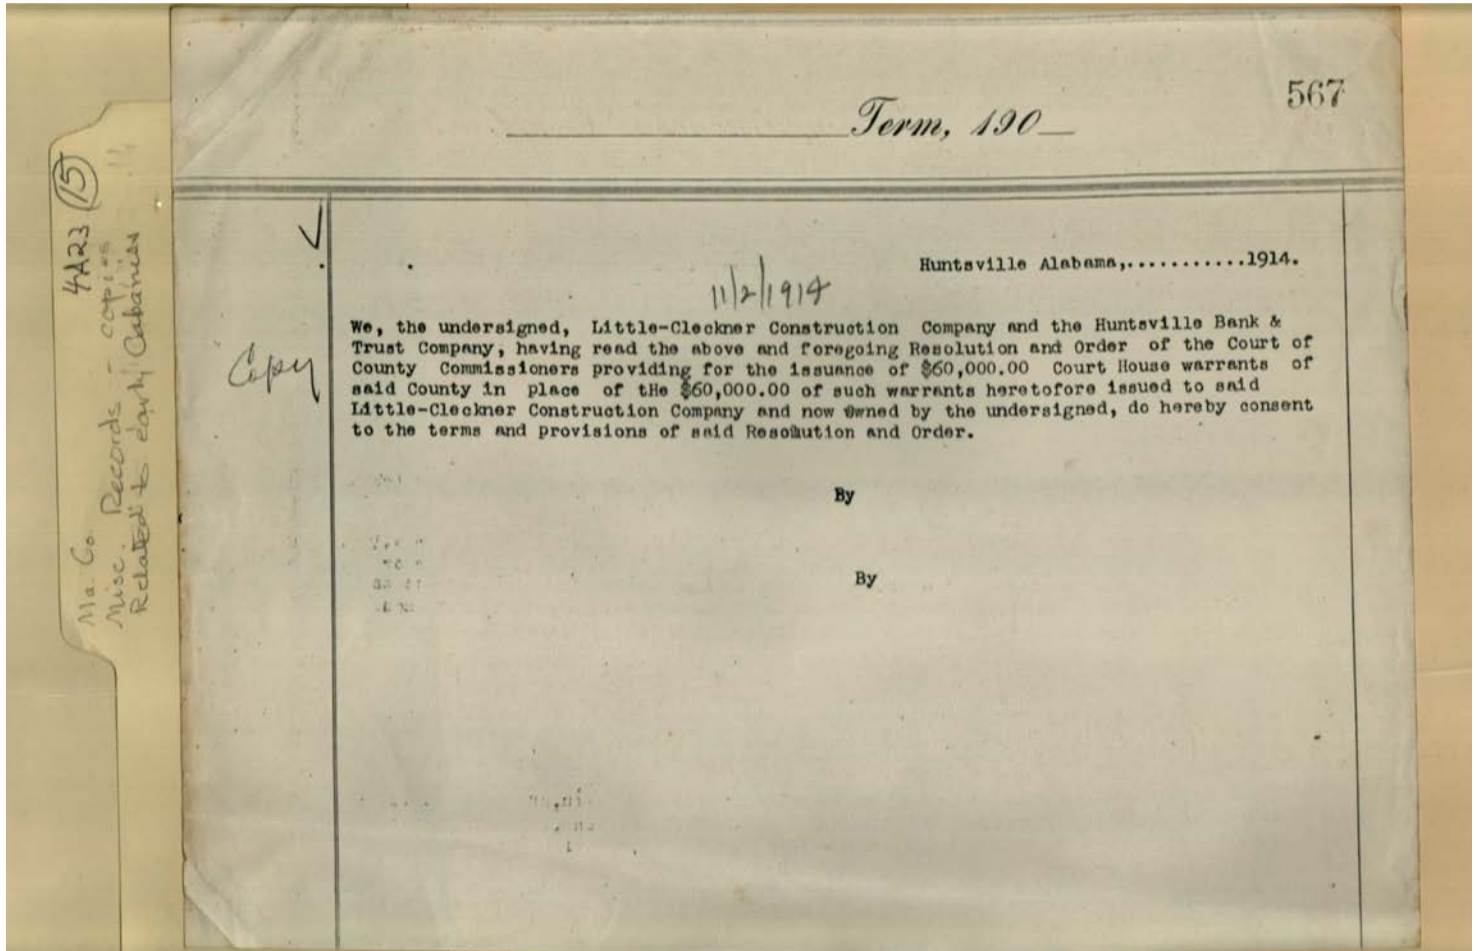 567
Term, 190
Huntsville Alabama,...........1914.
11/2/1914
We, the undersigned, Little-Cleckner Construction Company and the Huntsville Bank &
Trust Company, having read the above and foregoing Resolution and Order of the Court of
County Commissioners providing for the issuance of $60,000.00 Court House warrants of
said County in place of tHe $60,000.00 of such warrants heretofore issued to said
Little-Cleckner Construction Company and now Owned by the undersigned, do hereby consent
to the terms and provisions of said Resolution and Order.
By
By
Copy
4A23 15
Ma. Co.
Misc. Records - copies
Related to early Cabaniss